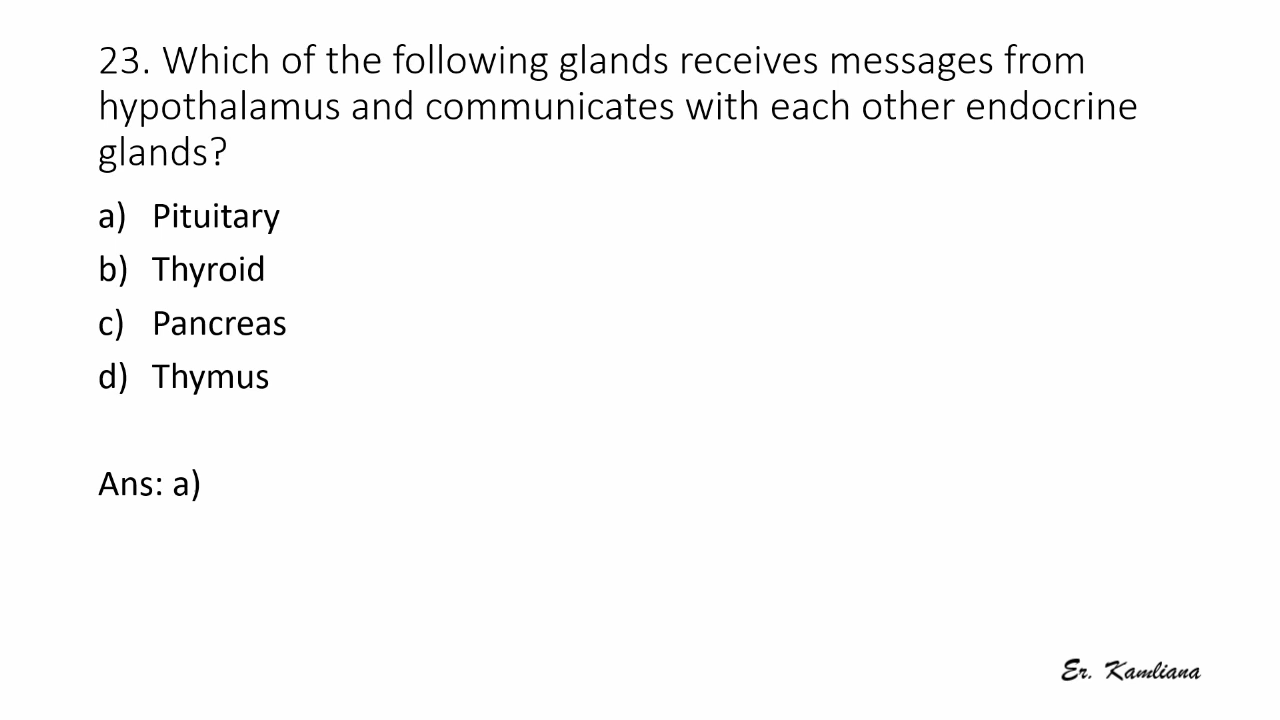 23. Which of the following glands receives messages from
hypothalamus and communicates with each other endocrine
glands?
a) Pituitary
b) Thyroid
c) Pancreas
d) Thymus
Ans: a)
Er. Kamliana